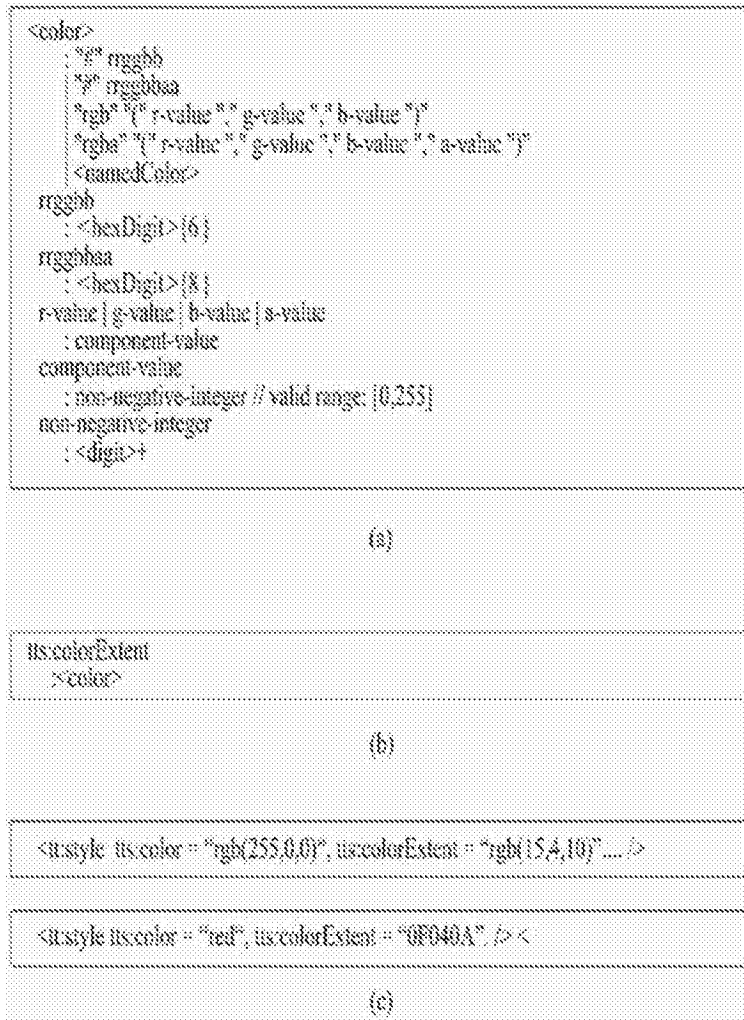 <color>
: "#" rrggbb
| "#" rrggbbaa
| "rgb" "(" r-value "," g-value "," b-value ")"
| "rgba" "(" r-value "," g-value "," b-value "," a-value ")"
| <namedColor>
rrggbb
: <hexDigit>{6}
rrggbbaa
: <hexDigit>{8}
r-value | g-value | b-value | a-value
: component-value
component-value
: non-negative-integer // valid range: [0,255]
non-negative-integer
: <digit>+
(a)
tts:colorExtent
:<color>
(b)
<tt:style tts:color = "rgb(255,0,0)", tts:colorExtent = "rgb(15,4,10)".... />
<tt:style tts:color = "red", tts:colorExtent = "0F040A". /> <
(c)